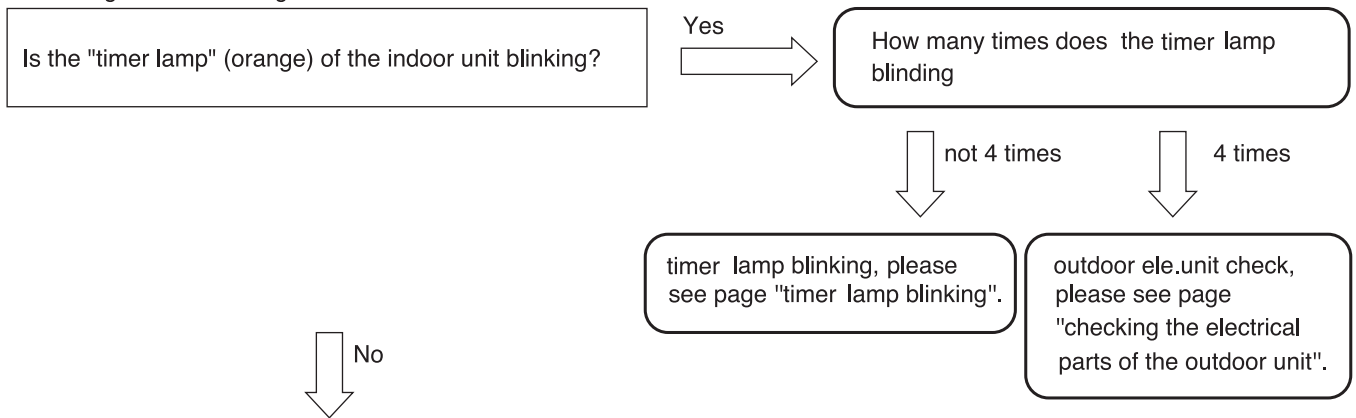 Is the "timer lamp" (orange) of the indoor unit blinking?
Yes
How many times does the timer lamp
blinding
not 4 times
4 times
timer lamp blinking, please
see page "timer lamp blinking".
outdoor ele.unit check,
please see page
"checking the electrical
parts of the outdoor unit".
No